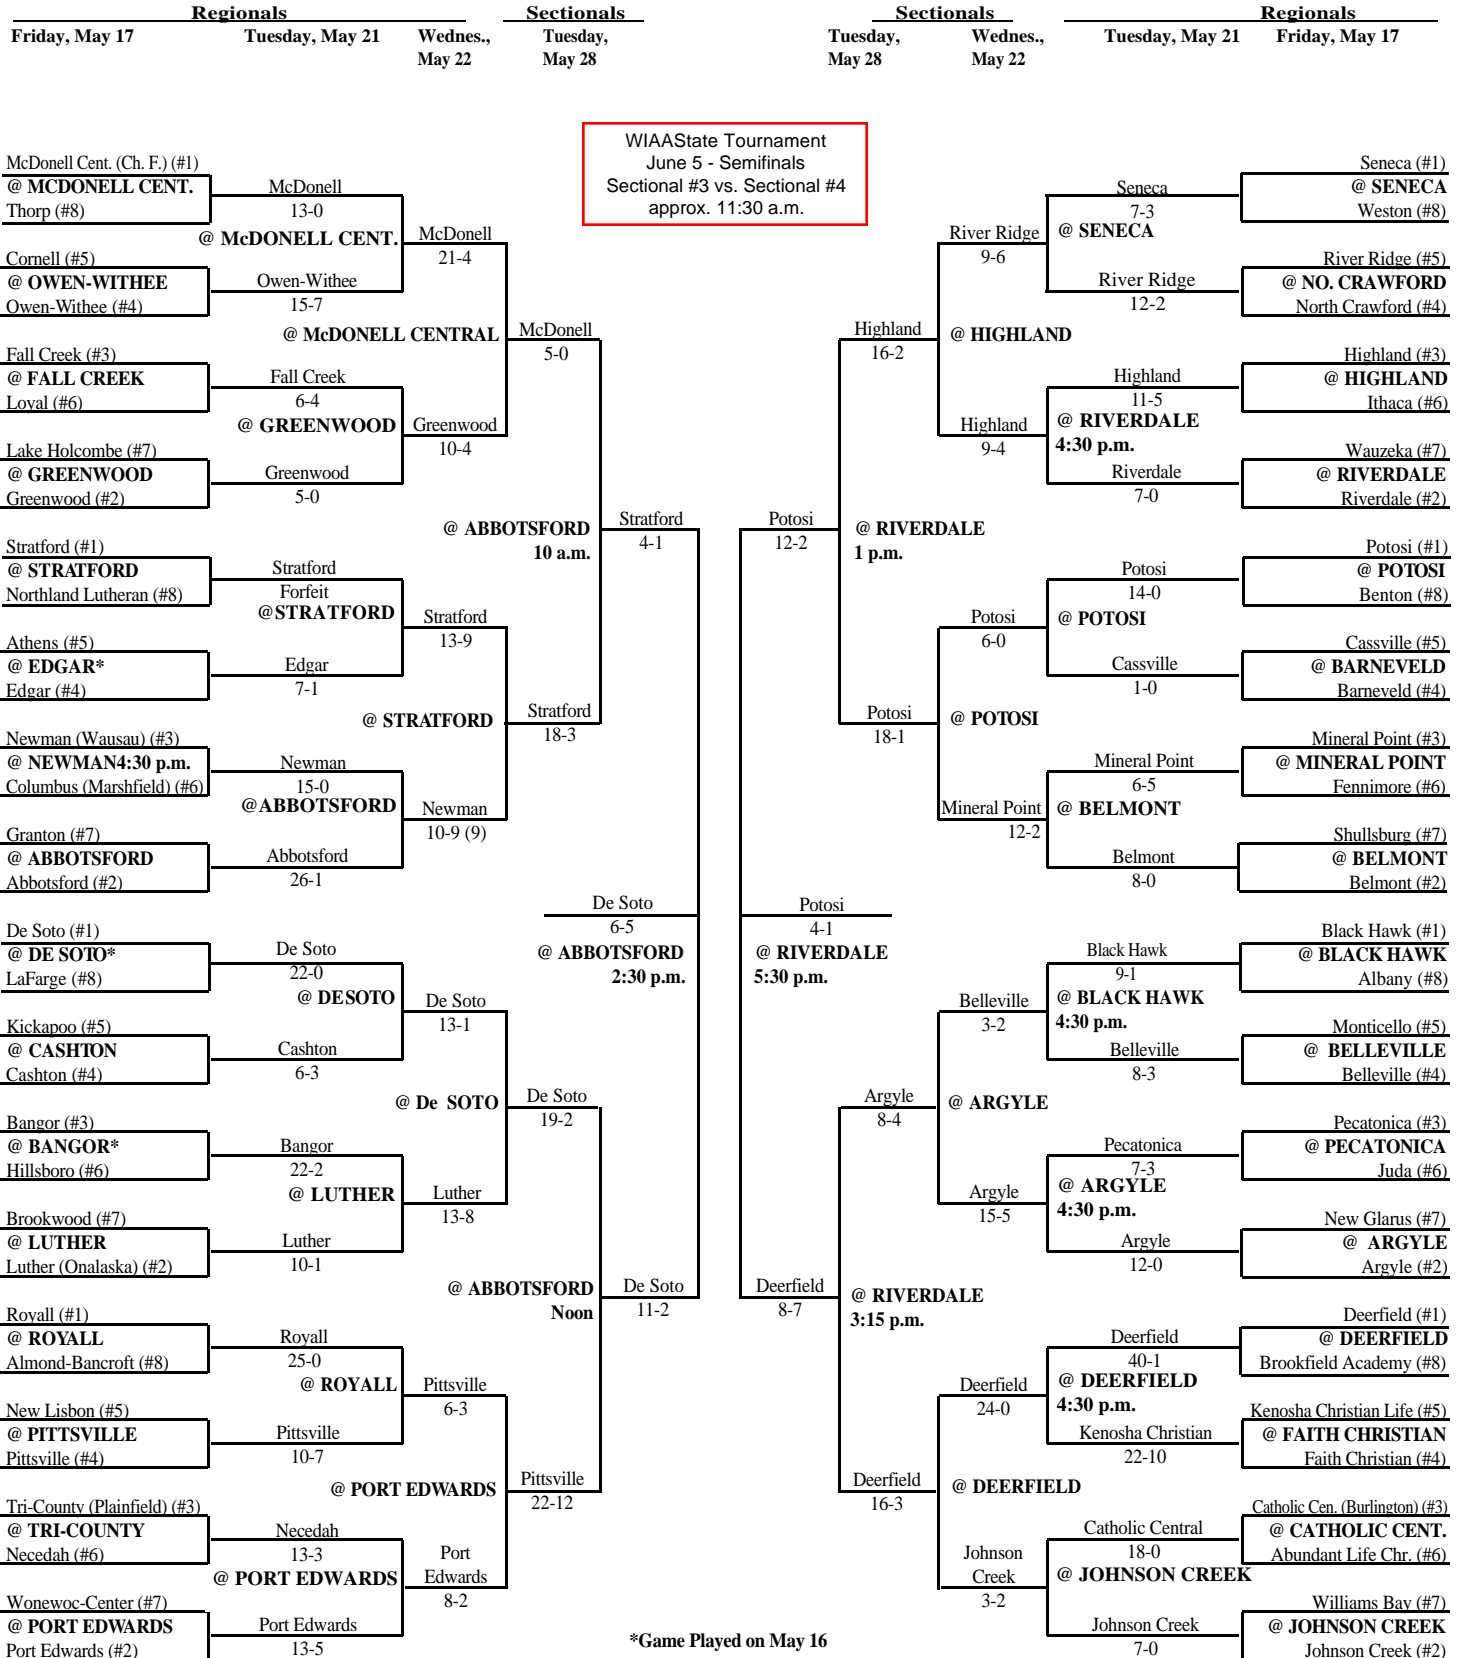 Regionals
Sectionals
Sectionals
Regionals
Friday, May 17
Tuesday, May 21
Wednes., May 22
Tuesday, May 28
Tuesday, May 28
Wednes., May 22
Tuesday, May 21
Friday, May 17
WIAAState Tournament
June 5 - Semifinals
Sectional #3 vs. Sectional #4
approx. 11:30 a.m.
McDonell Cent. (Ch. F.) (#1)
@ MCDONELL CENT.
Thorp (#8)
Cornell (#5)
@ OWEN-WITHEE
Owen-Withee (#4)
Fall Creek (#3)
@ FALL CREEK
Loyal (#6)
Lake Holcombe (#7)
@ GREENWOOD
Greenwood (#2)
Stratford (#1)
@ STRATFORD
Northland Lutheran (#8)
Athens (#5)
@ EDGAR*
Edgar (#4)
Newman (Wausau) (#3)
@ NEWMAN4:30 p.m.
Columbus (Marshfield) (#6)
Granton (#7)
@ ABBOTSFORD
Abbotsford (#2)
De Soto (#1)
@ DE SOTO*
LaFarge (#8)
Kickapoo (#5)
@ CASHTON
Cashton (#4)
Bangor (#3)
@ BANGOR*
Hillsboro (#6)
Brookwood (#7)
@ LUTHER
Luther (Onalaska) (#2)
Royall (#1)
@ ROYALL
Almond-Bancroft (#8)
New Lisbon (#5)
@ PITTSVILLE
Pittsville (#4)
Tri-County (Plainfield) (#3)
@ TRI-COUNTY
Necedah (#6)
Wonewoc-Center (#7)
@ PORT EDWARDS
Port Edwards (#2)
McDonell
13-0
@ McDONELL CENT.
Owen-Withee
15-7
Fall Creek
6-4
@ GREENWOOD
Greenwood
5-0
Stratford
Forfeit
@STRATFORD
Edgar
7-1
Newman
15-0
@ABBOTSFORD
Abbotsford
26-1
De Soto
22-0
@ DESOTO
Cashton
6-3
Bangor
22-2
@ LUTHER
Luther
10-1
Royall
25-0
@ ROYALL
Pittsville
10-7
Necedah
13-3
@ PORT EDWARDS
Port Edwards
13-5
McDonell
21-4
@ McDONELL CENTRAL
Greenwood
10-4
Stratford
13-9
@ STRATFORD
Newman
10-9 (9)
De Soto
13-1
@ De SOTO
Luther
13-8
Pittsville
6-3
@ PORT EDWARDS
Port
Edwards
8-2
McDonell
5-0
@ ABBOTSFORD
10 a.m.
Stratford
18-3
De Soto
19-2
@ ABBOTSFORD
Noon
Pittsville
22-12
Stratford
4-1
De Soto
6-5
@ ABBOTSFORD
2:30 p.m.
De Soto
11-2
Potosi
12-2
Potosi
4-1
@ RIVERDALE
5:30 p.m.
Deerfield
8-7
Highland
16-2
@ RIVERDALE
1 p.m.
Potosi
18-1
Argyle
8-4
@ RIVERDALE
3:15 p.m.
Deerfield
16-3
River Ridge
9-6
@ HIGHLAND
Highland
9-4
Potosi
6-0
@ POTOSI
Mineral Point
12-2
Belleville
3-2
@ ARGYLE
Argyle
15-5
Deerfield
24-0
@ DEERFIELD
Johnson
Creek
3-2
Seneca
7-3
@ SENECA
River Ridge
12-2
Highland
11-5
@ RIVERDALE
4:30 p.m.
Riverdale
7-0
Potosi
14-0
@ POTOSI
Cassville
1-0
Mineral Point
6-5
@ BELMONT
Belmont
8-0
Black Hawk
9-1
@ BLACK HAWK
4:30 p.m.
Belleville
8-3
Pecatonica
7-3
@ ARGYLE
4:30 p.m.
Argyle
12-0
Deerfield
40-1
@ DEERFIELD
4:30 p.m.
Kenosha Christian
22-10
Catholic Central
18-0
@ JOHNSON CREEK
Johnson Creek
7-0
Seneca (#1)
@ SENECA
Weston (#8)
River Ridge (#5)
@ NO. CRAWFORD
North Crawford (#4)
Highland (#3)
@ HIGHLAND
Ithaca (#6)
Wauzeka (#7)
@ RIVERDALE
Riverdale (#2)
Potosi (#1)
@ POTOSI
Benton (#8)
Cassville (#5)
@ BARNEVELD
Barneveld (#4)
Mineral Point (#3)
@ MINERAL POINT
Fennimore (#6)
Shullsburg (#7)
@ BELMONT
Belmont (#2)
Black Hawk (#1)
@ BLACK HAWK
Albany (#8)
Monticello (#5)
@ BELLEVILLE
Belleville (#4)
Pecatonica (#3)
@ PECATONICA
Juda (#6)
New Glarus (#7)
@ ARGYLE
Argyle (#2)
Deerfield (#1)
@ DEERFIELD
Brookfield Academy (#8)
Kenosha Christian Life (#5)
@ FAITH CHRISTIAN
Faith Christian (#4)
Catholic Cen. (Burlington) (#3)
@ CATHOLIC CENT.
Abundant Life Chr. (#6)
Williams Bay (#7)
@ JOHNSON CREEK
Johnson Creek (#2)
*Game Played on May 16